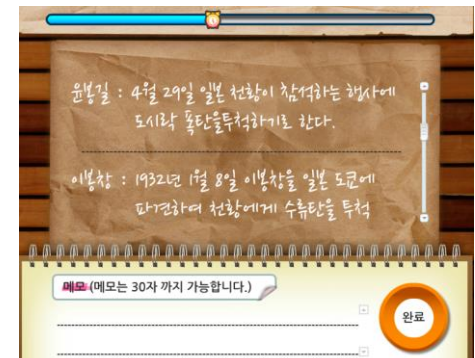 윤봉길 : 4월 29일 일본 천황이 참석하는 행사에
도시락 폭탄을투척하기로 한다.
이봉창 : 1932년 1월 8일 이봉창을 일본 도쿄에
파견하여 천황에게 수류탄을 투척
메모 (메모는 30자 까지 가능합니다.)
완료